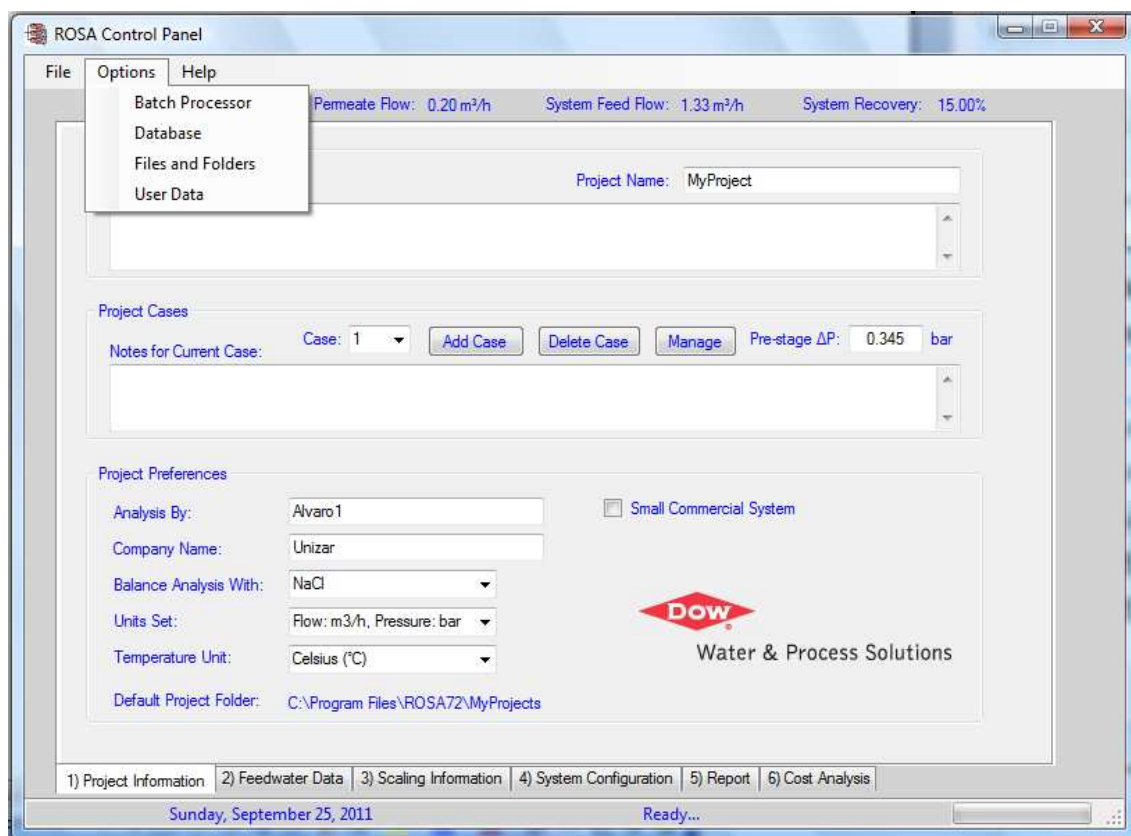 ROSA Control Panel
File Options Help
Batch Processor
Database
Files and Folders
User Data
Permeate Flow: 0.20 m³/h System Feed Flow: 1.33 m³/h System Recovery: 15.00%
Project Name: MyProject
Project Cases
Notes for Current Case: Case: 1 Add Case Delete Case Manage Pre-stage ΔP: 0.345 bar
Project Preferences
Analysis By: Alvaro1 Small Commercial System
Company Name: Unizar
Balance Analysis With: NaCl
Units Set: Flow: m3/h, Pressure: bar
Temperature Unit: Celsius (°C)
Default Project Folder: C:\Program Files\ROSA72\MyProjects
DOW
Water & Process Solutions
1) Project Information 2) Feedwater Data 3) Scaling Information 4) System Configuration 5) Report 6) Cost Analysis
Sunday, September 25, 2011 Ready...